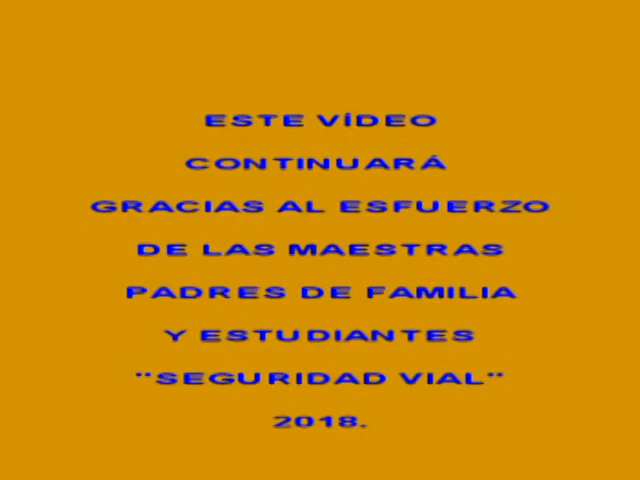 ESTE VÍDEO
CONTINUARÁ
GRACIAS AL ESFUERZO
DE LAS MAESTRAS
PADRES DE FAMILIA
Y ESTUDIANTES
"SEGURIDAD VIAL"
2018.